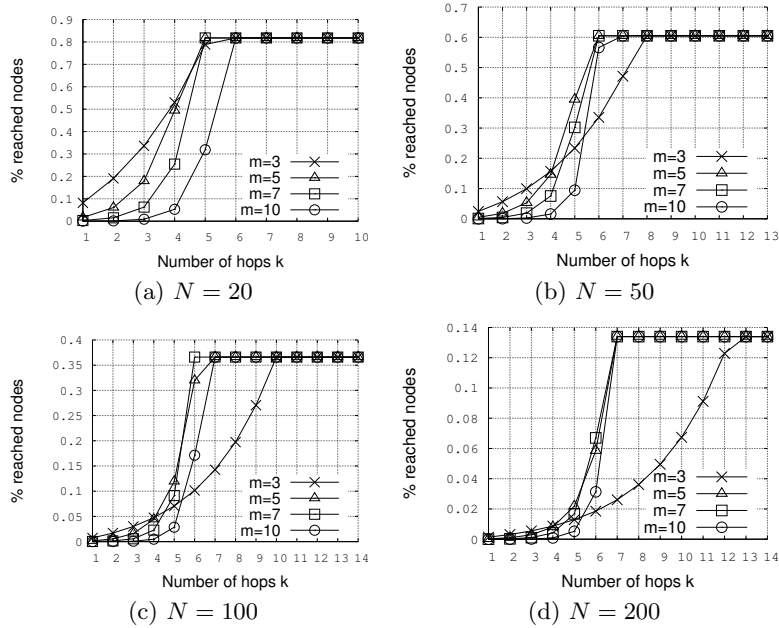 0.9
0.8
0.7
0.6
0.5
0.4
0.3
0.2
0.1
0
% reached nodes
m=3
m=5
m=7
m=10
1 2 3 4 5 6 7 8 9 10
Number of hops k
(a) N = 20
0.7
0.6
0.5
0.4
0.3
0.2
0.1
0
% reached nodes
m=3
m=5
m=7
m=10
1 2 3 4 5 6 7 8 9 10 11 12 13
Number of hops k
(b) N = 50
0.4
0.35
0.3
0.25
0.2
0.15
0.1
0.05
0
% reached nodes
m=3
m=5
m=7
m=10
1 2 3 4 5 6 7 8 9 10 11 12 13 14
Number of hops k
(c) N = 100
0.14
0.12
0.1
0.08
0.06
0.04
0.02
0
% reached nodes
m=3
m=5
m=7
m=10
1 2 3 4 5 6 7 8 9 10 11 12 13 14
Number of hops k
(d) N = 200